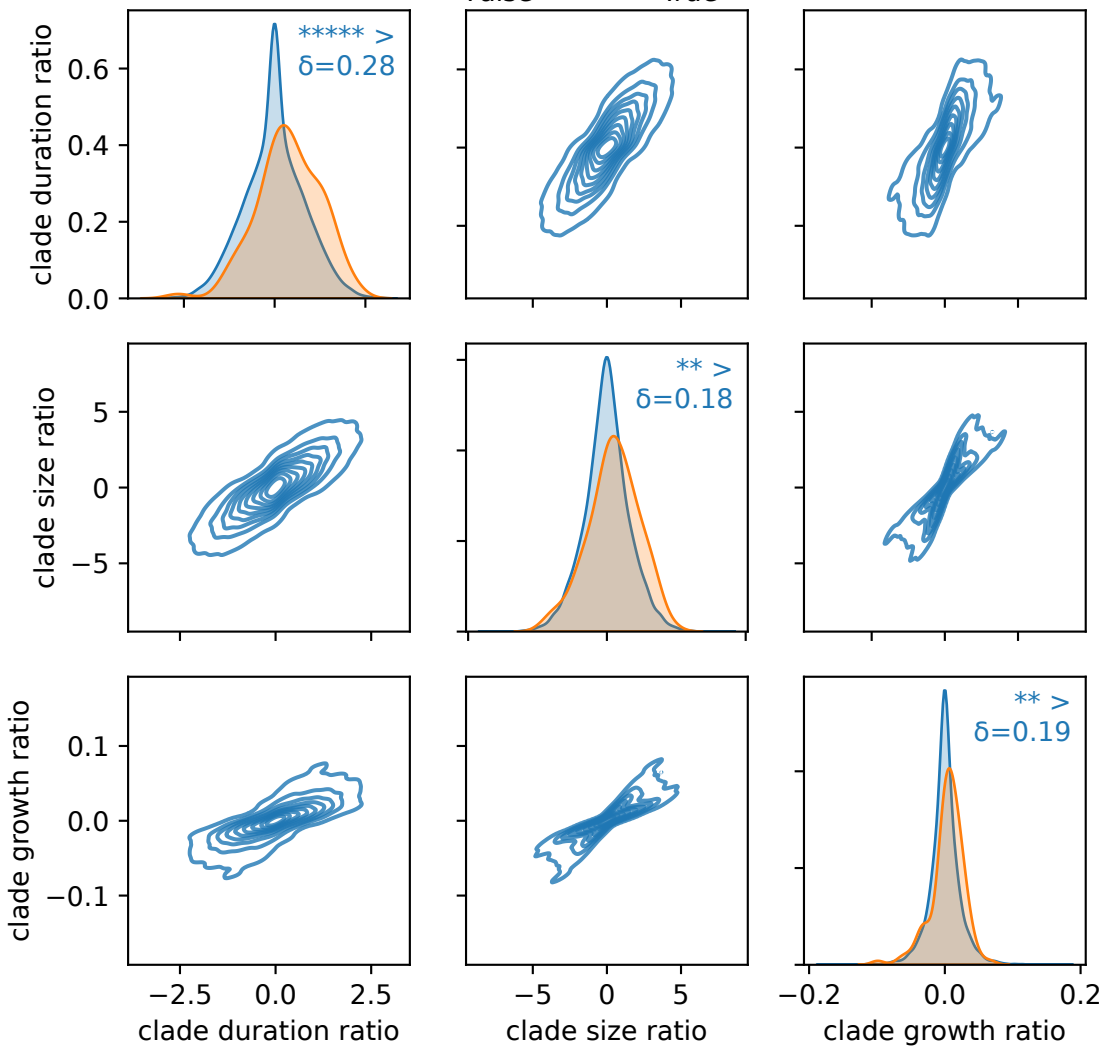 clade duration ratio
0.6
0.4
0.2
0.0
***** >
δ=0.28
clade size ratio
5
0
−5
** >
δ=0.18
clade growth ratio
0.1
0.0
−0.1
** >
δ=0.19
−2.5 0.0 2.5
−5 0 5
−0.2 0.0 0.2
clade duration ratio
clade size ratio
clade growth ratio